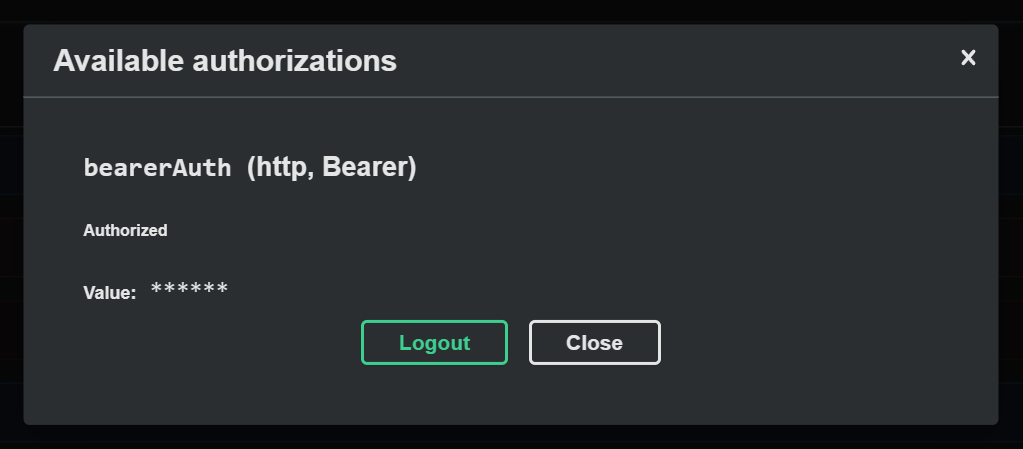 Available authorizations
×
bearerAuth (http, Bearer)
Authorized
Value: ******
Logout Close